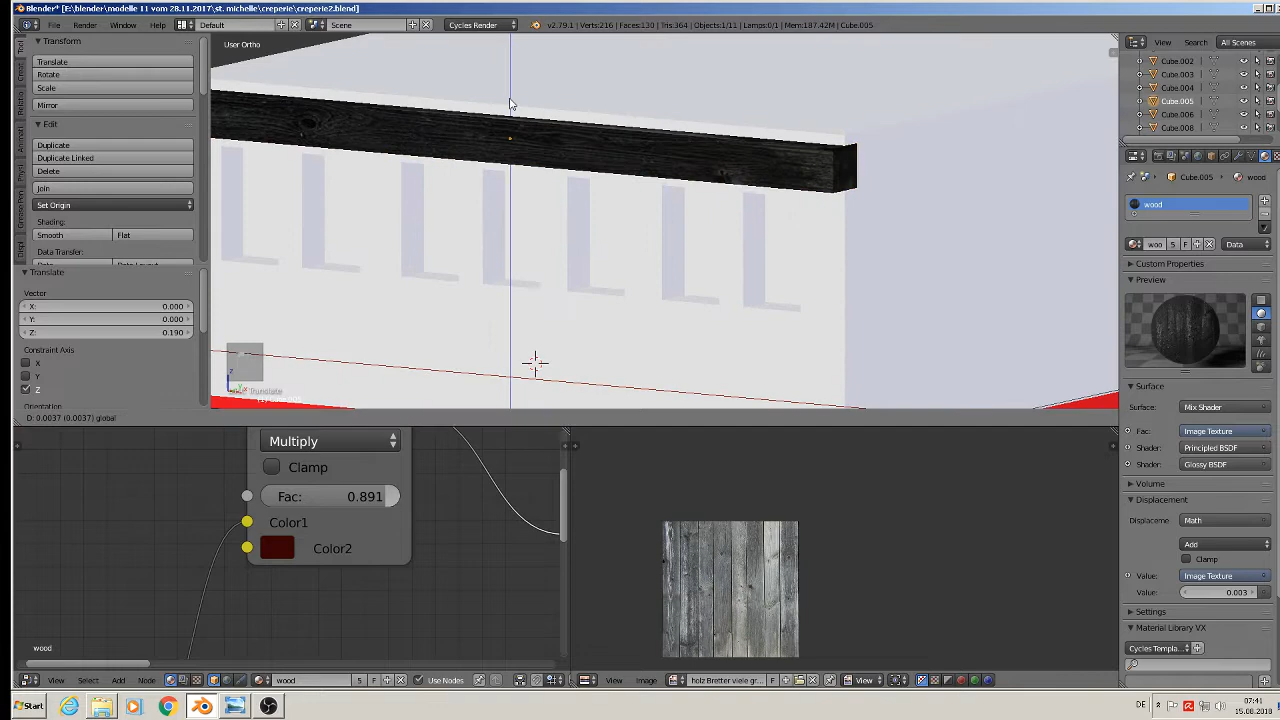 Blender* [E:\blender\modelle 11 vom 28.11.2017\st. michelle\creperie\creperie2.blend]
File Render Window Help Default Scene Cycles Render v2.79.1 | Verts:216 | Faces:130 | Tris:364 | Objects:1/11 | Lamps:0/1 | Mem:187.42M | Cube.005
Transform
Translate
Rotate
Scale
Mirror
Edit
Duplicate
Duplicate Linked
Delete
Join
Set Origin
Shading:
Smooth Flat
Data Transfer:
Translate
Vector
X: 0.000
Y: 0.000
Z: 0.190
Constraint Axis
X
Y
Z
Orientation
User Ortho
D: 0.0037 (0.0037) global
Multiply
Clamp
Fac: 0.891
Color1
Color2
wood
View Select Add Node wood 5 F Use Nodes
View Image holz Bretter viele gr... F View
View Search All Scenes
Cube.002
Cube.003
Cube.004
Cube.005
Cube.006
Cube.008
Cube.005 wood
wood
woo 5 F Data
Custom Properties
Preview
Surface
Surface: Mix Shader
Fac: Image Texture
Shader: Principled BSDF
Shader: Glossy BSDF
Volume
Displacement
Displaceme Math
Add
Clamp
Value: Image Texture
Value: 0.003
Settings
Material Library VX
Cycles Templa...
Start DE 07:41
15.08.2018